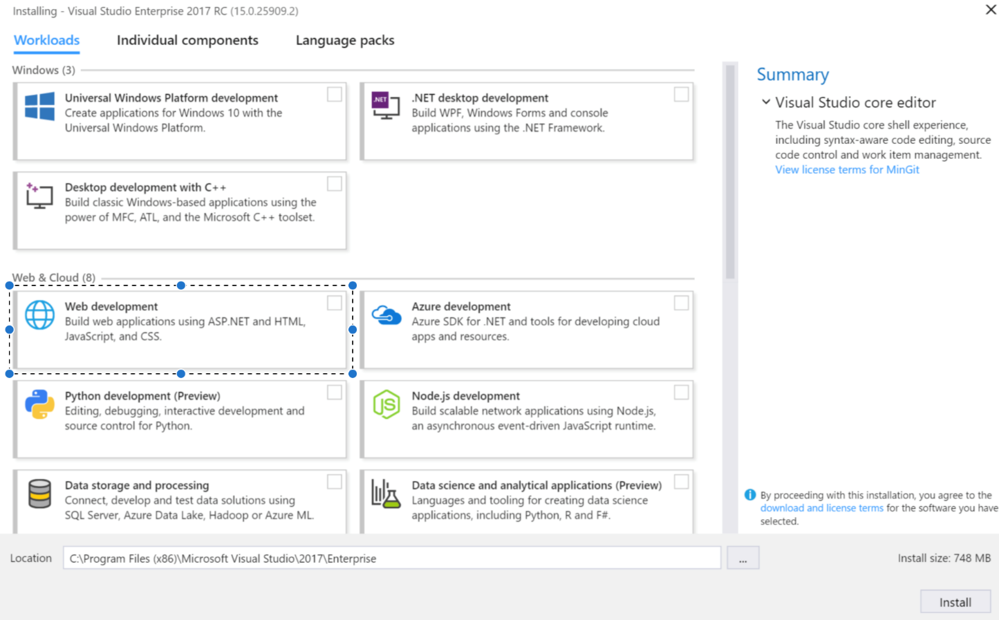 Installing - Visual Studio Enterprise 2017 RC (15.0.25909.2)
Workloads
Individual components
Language packs
Windows (3)
Universal Windows Platform development
Create applications for Windows 10 with the
Universal Windows Platform.
.NET
.NET desktop development
Build WPF, Windows Forms and console
applications using the .NET Framework.
Desktop development with C++
Build classic Windows-based applications using the
power of MFC, ATL, and the Microsoft C++ toolset.
Web & Cloud (8)
Web development
Build web applications using ASP.NET and HTML,
JavaScript, and CSS.
Azure development
Azure SDK for .NET and tools for developing cloud
apps and resources.
Python development (Preview)
Editing, debugging, interactive development and
source control for Python.
JS
Node.js development
Build scalable network applications using Node.js,
an asynchronous event-driven JavaScript runtime.
Data storage and processing
Connect, develop and test data solutions using
SQL Server, Azure Data Lake, Hadoop or Azure ML.
Data science and analytical applications (Preview)
Languages and tooling for creating data science
applications, including Python, R and F#.
Summary
Visual Studio core editor
The Visual Studio core shell experience,
including syntax-aware code editing, source
code control and work item management.
View license terms for MinGit
By proceeding with this installation, you agree to the
download and license terms for the software you have
selected.
Location
C:\Program Files (x86)\Microsoft Visual Studio\2017\Enterprise
...
Install size: 748 MB
Install